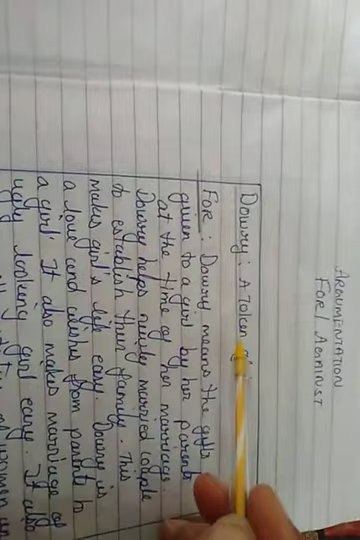 ARGUMENTATION
FOR / AGAINST
Dowry : A Token
For : Dowry means the gifts
given to a girl by her parents
at the time of her marriage.
Dowry helps newly married couple
to establish their family. This
makes girl's life easy. Dowry is
a love and wishes from parents to
a girl. It also makes marriage of
ugly looking girl easy. It also